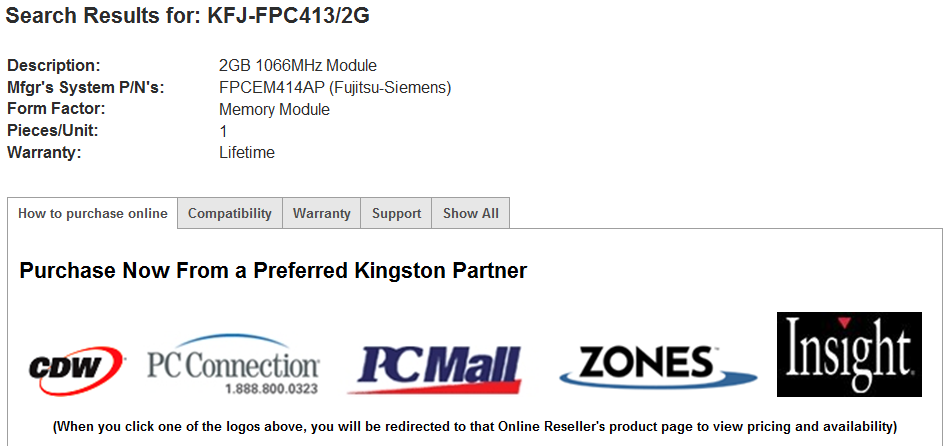 Search Results for: KFJ-FPC413/2G
Description: 2GB 1066MHz Module
Mfgr's System P/N's: FPCEM414AP (Fujitsu-Siemens)
Form Factor: Memory Module
Pieces/Unit: 1
Warranty: Lifetime
How to purchase online Compatibility Warranty Support Show All
Purchase Now From a Preferred Kingston Partner
CDW PC Connection PC Mall ZONES Insight
1.888.800.0323
(When you click one of the logos above, you will be redirected to that Online Reseller's product page to view pricing and availability)